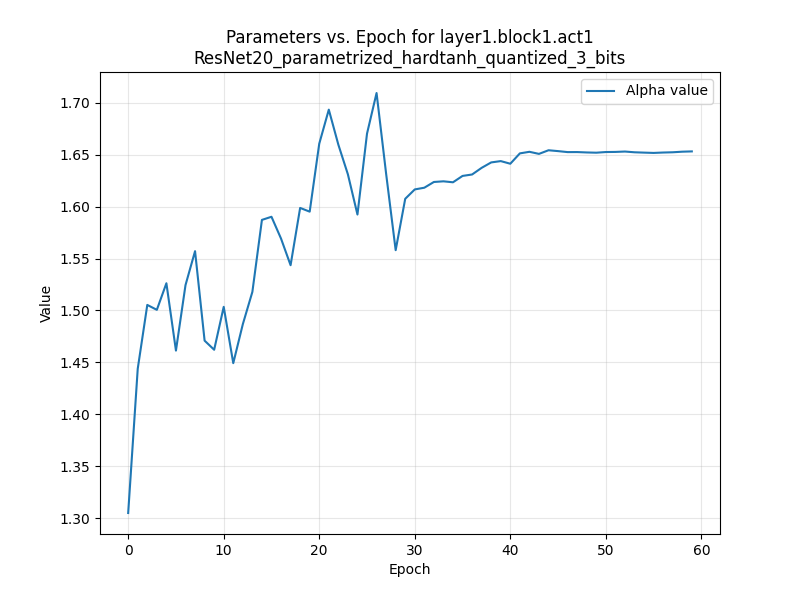 Parameters vs. Epoch for layer1.block1.act1
ResNet20_parametrized_hardtanh_quantized_3_bits
Alpha value
1.70
1.65
1.60
1.55
1.50
1.45
1.40
1.35
1.30
Value
0 10 20 30 40 50 60
Epoch